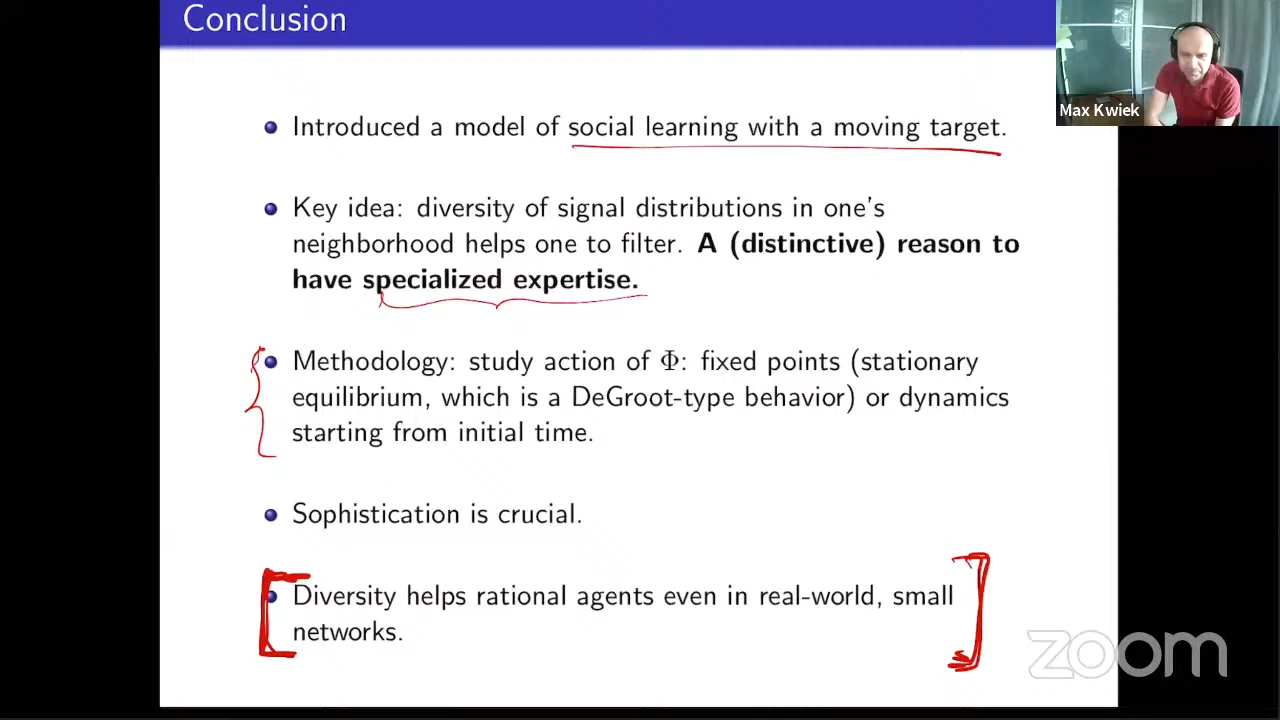 Conclusion
Max Kwiek
Introduced a model of social learning with a moving target.
Key idea: diversity of signal distributions in one's
neighborhood helps one to filter. A (distinctive) reason to
have specialized expertise.
Methodology: study action of Φ: fixed points (stationary
equilibrium, which is a DeGroot-type behavior) or dynamics
starting from initial time.
Sophistication is crucial.
Diversity helps rational agents even in real-world, small
networks.
zoom